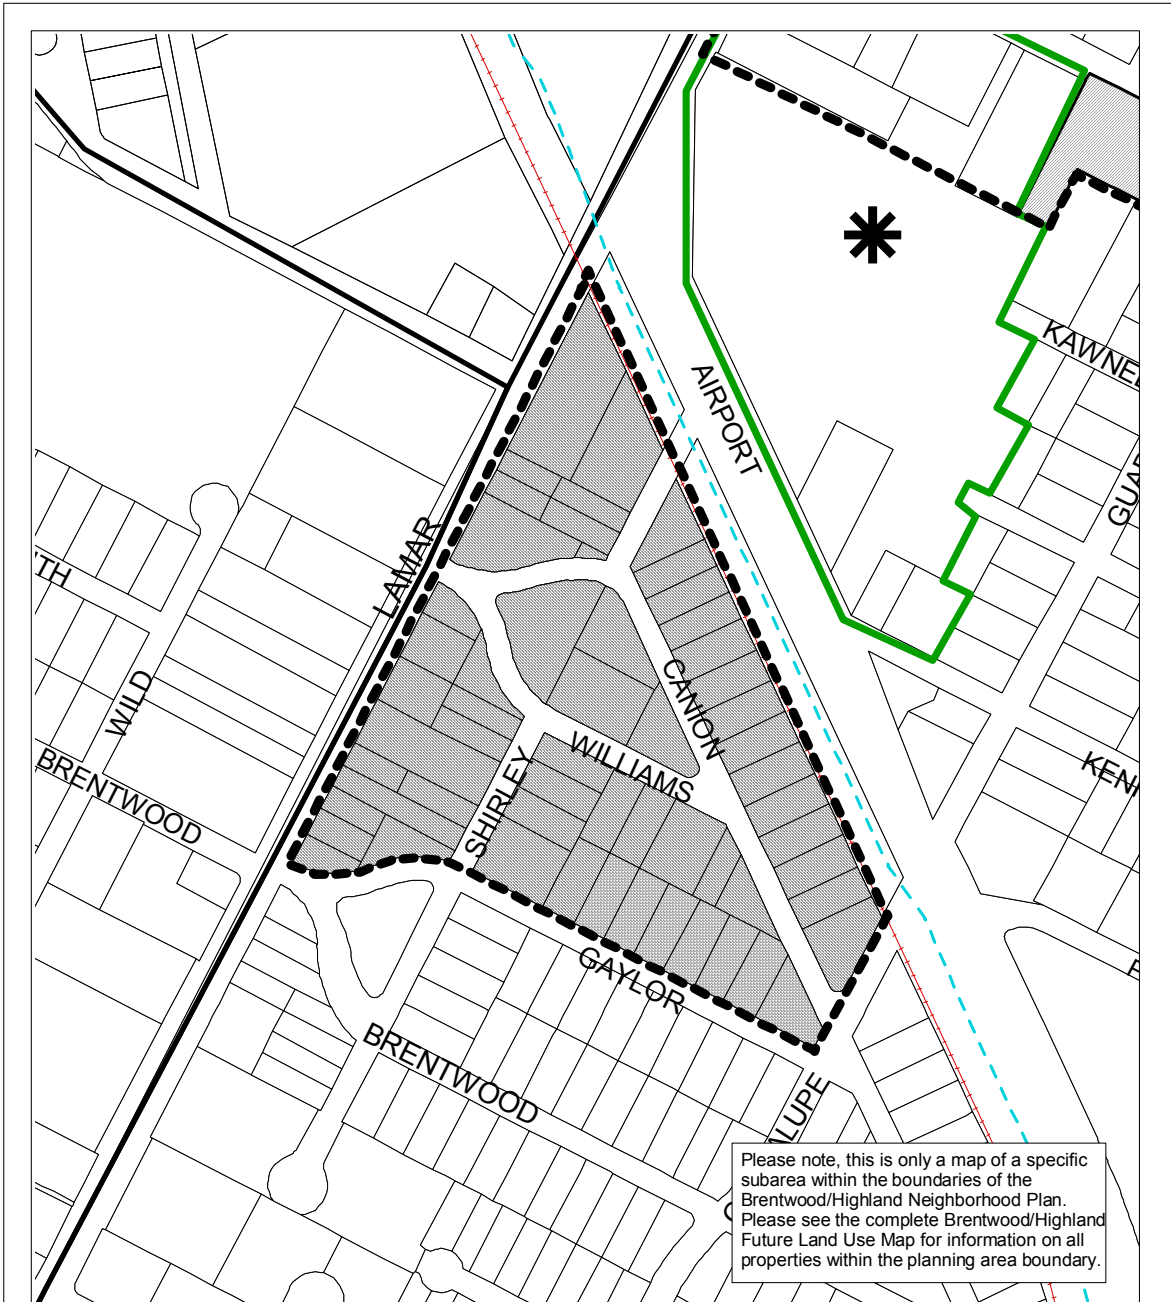 AIRPORT
KAWNEE
GUA
LAMAR
TH
WILD
CANION
BRENTWOOD
WILLIAMS
SHIRLEY
KEN
GAYLOR
BRENTWOOD
ALUPE
Please note, this is only a map of a specific
subarea within the boundaries of the
Brentwood/Highland Neighborhood Plan.
Please see the complete Brentwood/Highland
Future Land Use Map for information on all
properties within the planning area boundary.